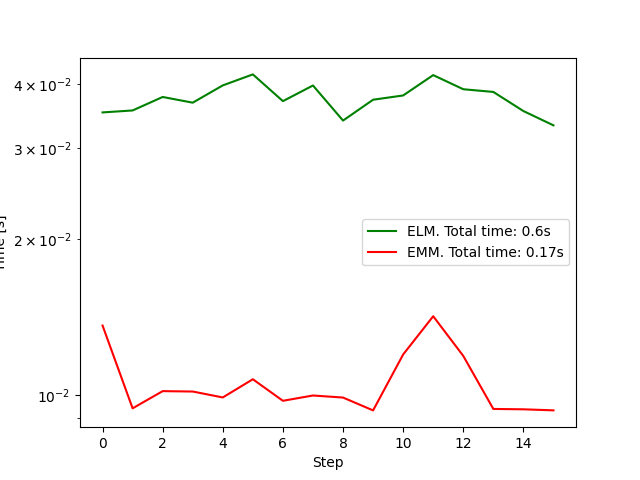 4 × 10⁻²
3 × 10⁻²
2 × 10⁻²
10⁻²
ELM. Total time: 0.6s
EMM. Total time: 0.17s
0 2 4 6 8 10 12 14
Step